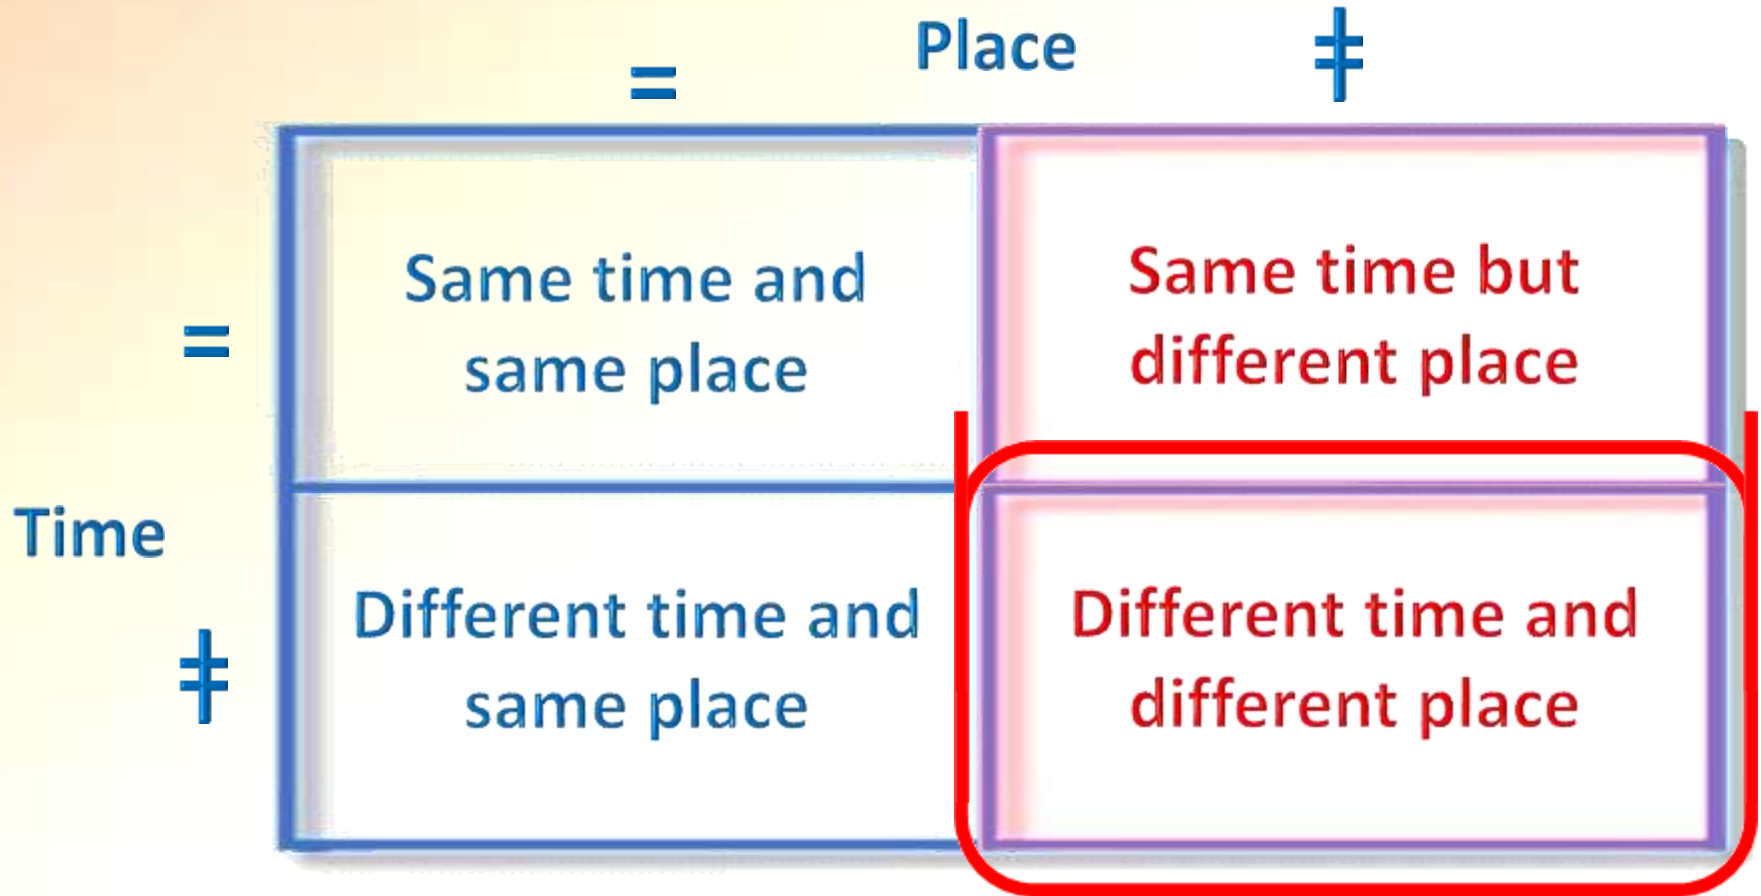 Place
= ≠
=
Same time and
same place
Same time but
different place
Time
≠
Different time and
same place
Different time and
different place